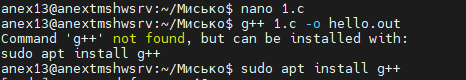 anex13@anextmshwsrv:~/Мисько$ nano 1.c
anex13@anextmshwsrv:~/Мисько$ g++ 1.c -o hello.out
Command 'g++' not found, but can be installed with:
sudo apt install g++
anex13@anextmshwsrv:~/Мисько$ sudo apt install g++